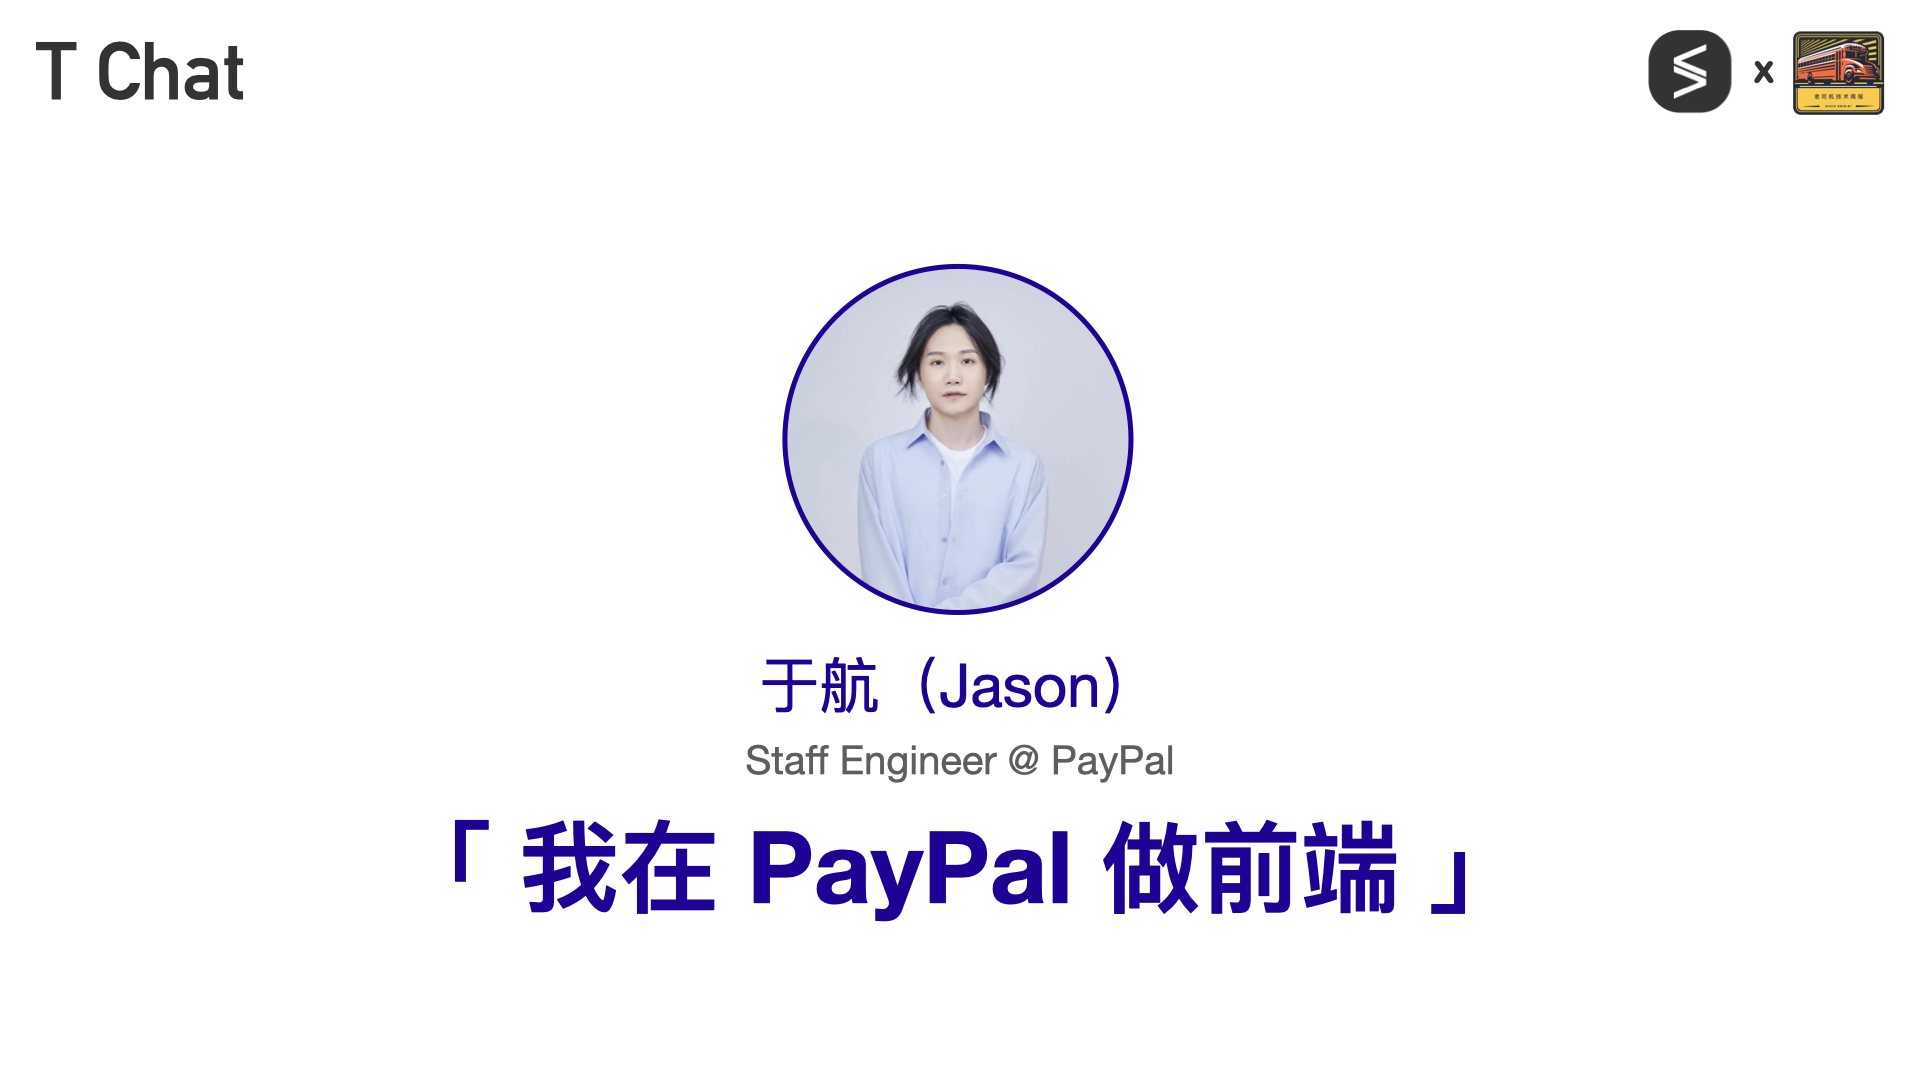 T Chat
x
老司机技术周报
于航（Jason）
Staff Engineer @ PayPal
「 我在 PayPal 做前端 」